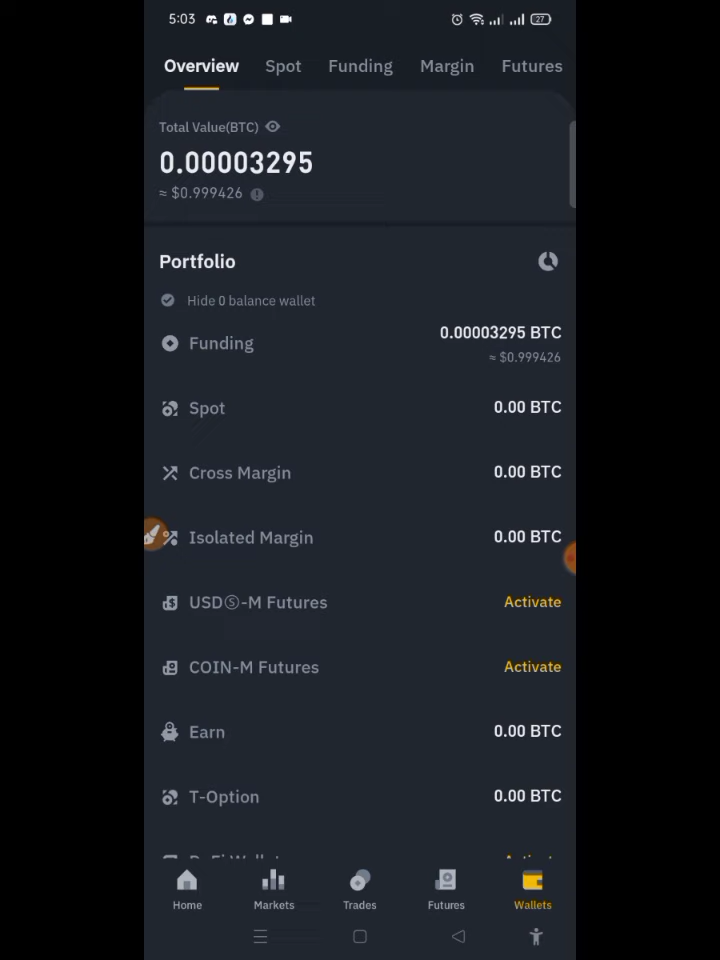 5:03
27
Overview Spot Funding Margin Futures
Total Value(BTC)
0.00003295
≈ $0.999426
Portfolio
Hide 0 balance wallet
Funding 0.00003295 BTC
≈ $0.999426
Spot 0.00 BTC
Cross Margin 0.00 BTC
Isolated Margin 0.00 BTC
USDⓈ-M Futures Activate
COIN-M Futures Activate
Earn 0.00 BTC
T-Option 0.00 BTC
Home Markets Trades Futures Wallets